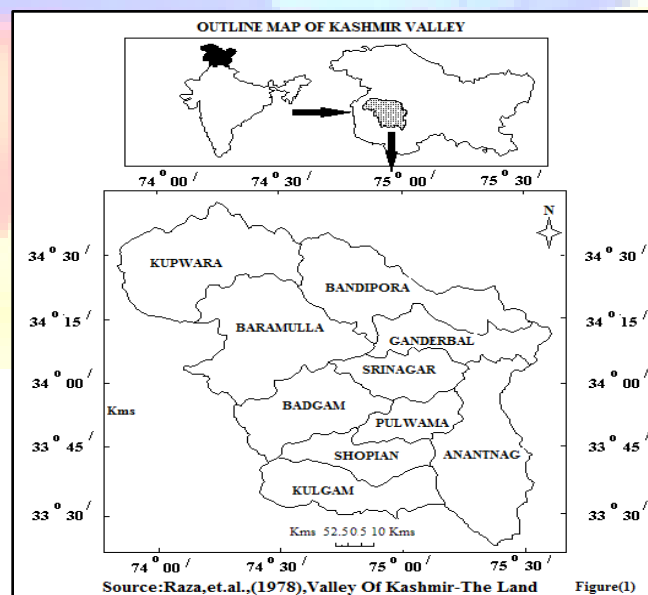 OUTLINE MAP OF KASHMIR VALLEY
74° 00/ 74° 30/ 75° 00/ 75° 30/
N
34° 30/ 34° 30/
KUPWARA
BANDIPORA
34° 15/ 34° 15/
BARAMULLA
GANDERBAL
SRINAGAR
34° 00/ 34° 00/
BADGAM
Kms
PULWAMA
33° 45/ 33° 45/
SHOPIAN
ANANTNAG
KULGAM
33° 30/ 33° 30/
Kms 52.50 5 10 Kms
74° 00/ 74° 30/ 75° 00/ 75° 30/
Source:Raza,et.al.,(1978),Valley Of Kashmir-The Land Figure(1)